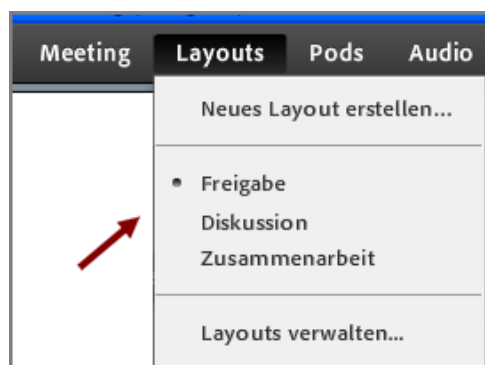 Meeting Layouts Pods Audio
Neues Layout erstellen...
Freigabe
Diskussion
Zusammenarbeit
Layouts verwalten...